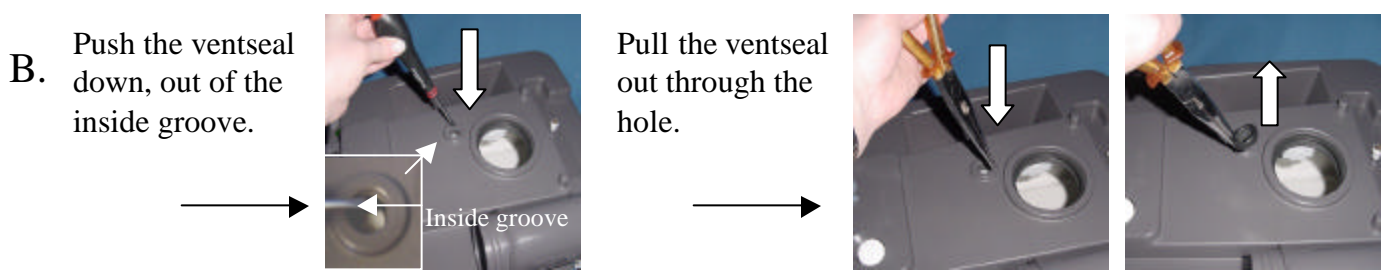 B.
Push the ventseal
down, out of the
inside groove.
Inside groove
Pull the ventseal
out through the
hole.